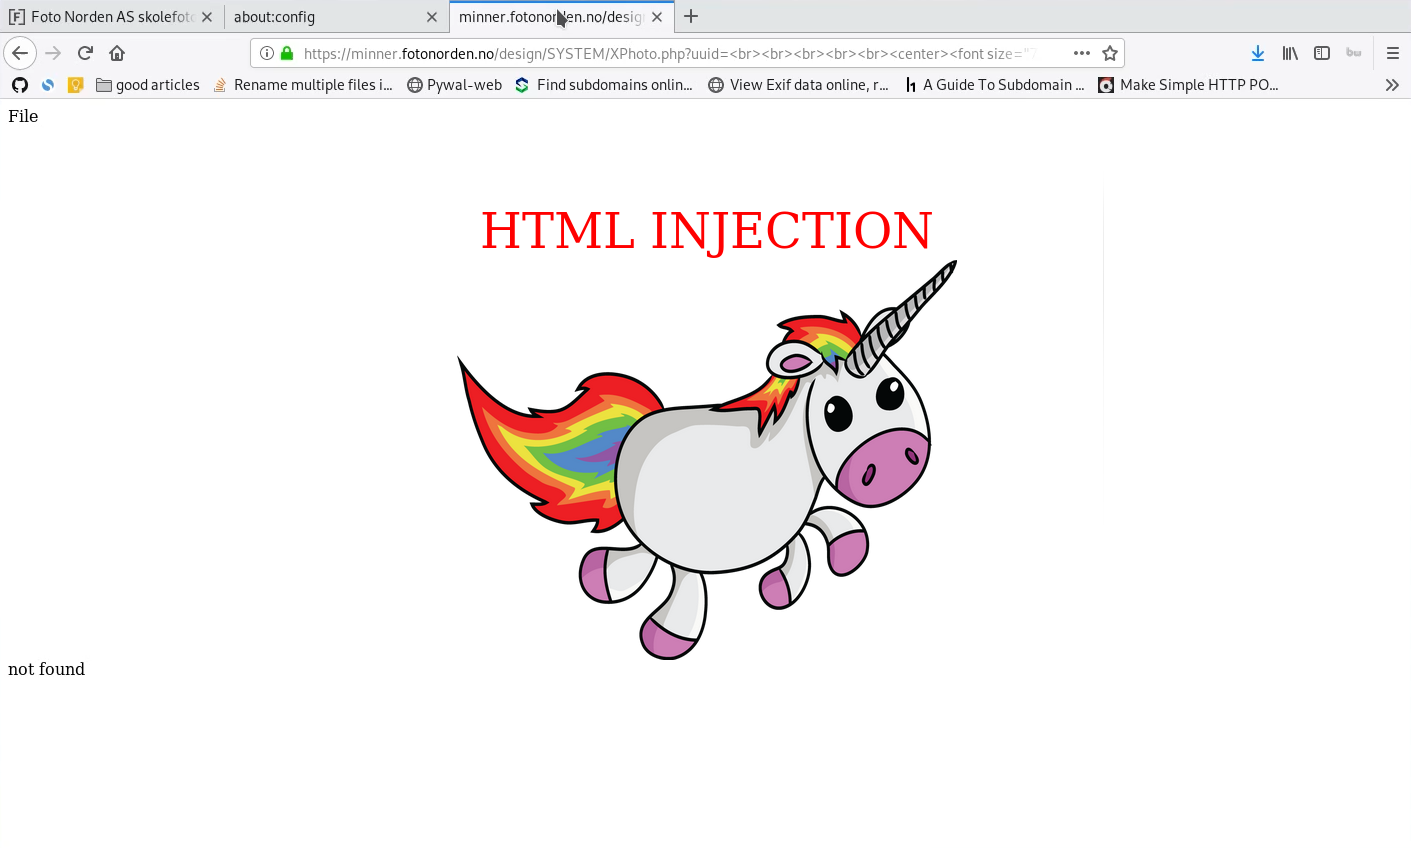 Foto Norden AS skolefoto
about:config
minner.fotonorden.no/desig
https://minner.fotonorden.no/design/SYSTEM/XPhoto.php?uuid=<br><br><br><br><br><center><font size="7
good articles
Rename multiple files i...
Pywal-web
Find subdomains onlin...
View Exif data online, r...
A Guide To Subdomain ...
Make Simple HTTP PO...
File
HTML INJECTION
not found